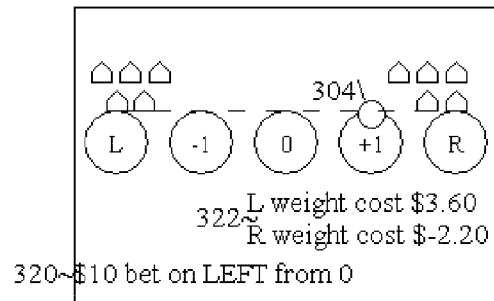 304\
L -1 0 +1 R
322~ L weight cost $3.60
R weight cost $-2.20
320~$10 bet on LEFT from 0